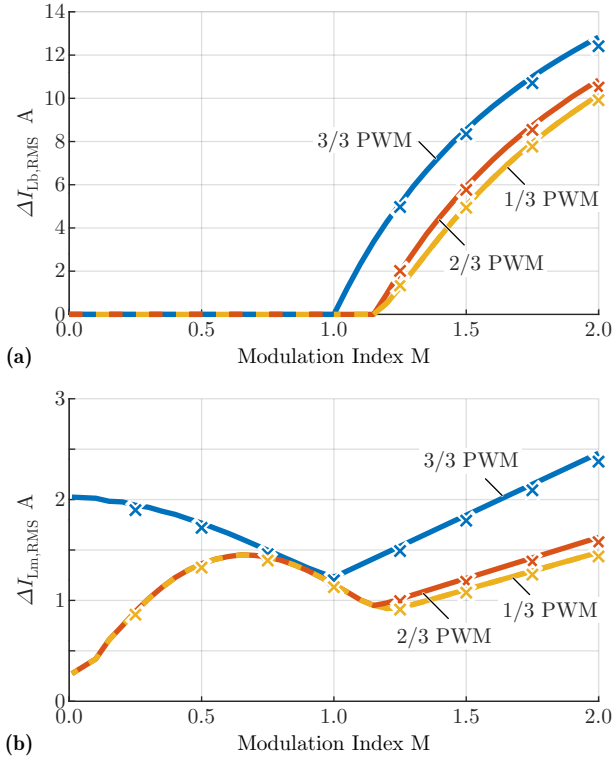 14
12
10
8
6
4
2
0
ΔI_Lb,RMS A
3/3 PWM
1/3 PWM
2/3 PWM
0.0 0.5 1.0 1.5 2.0
(a) Modulation Index M
3
2
1
0
ΔI_Lm,RMS A
3/3 PWM
1/3 PWM
2/3 PWM
0.0 0.5 1.0 1.5 2.0
(b) Modulation Index M